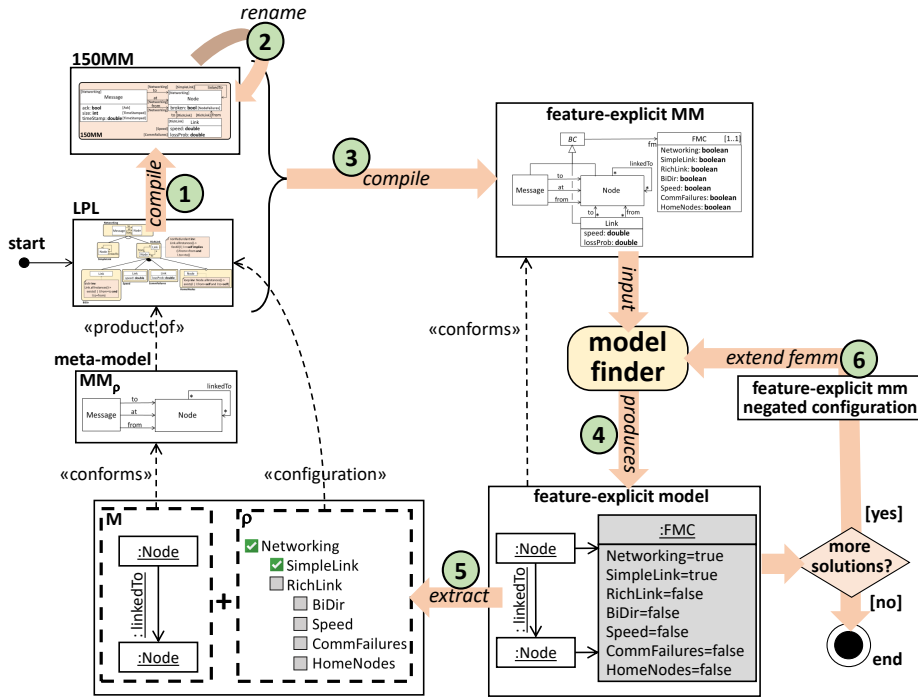 rename
2
150MM
[Networking]
Message
Node
ack: bool
size: int
timeStamp: double
to
at
from
Link
speed: double
lossProb: double
150MM
compile
1
3
compile
LPL
start
«product of»
meta-model
MMρ
linkedTo
Message
to
at
from
Node
*
*
«conforms»
«configuration»
feature-explicit MM
BC
fm
FMC [1..1]
Networking: boolean
SimpleLink: boolean
RichLink: boolean
BiDir: boolean
Speed: boolean
CommFailures: boolean
HomeNodes: boolean
linkedTo
*
*
Message
to
at
from
Node
to
from
*
*
Link
speed: double
lossProb: double
«conforms»
input
model
finder
extend femm
6
feature-explicit mm
negated configuration
4
produces
M
:Node
: linkedTo
:Node
+
ρ
Networking
SimpleLink
RichLink
BiDir
Speed
CommFailures
HomeNodes
5
extract
feature-explicit model
:Node
: linkedTo
:Node
:FMC
Networking=true
SimpleLink=true
RichLink=false
BiDir=false
Speed=false
CommFailures=false
HomeNodes=false
[yes]
more
solutions?
[no]
end